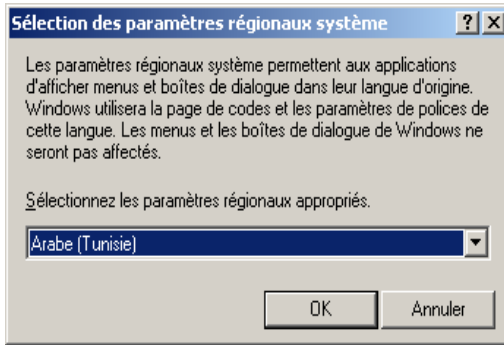 Sélection des paramètres régionaux système
Les paramètres régionaux système permettent aux applications
d'afficher menus et boîtes de dialogue dans leur langue d'origine.
Windows utilisera la page de codes et les paramètres de polices de
cette langue. Les menus et les boîtes de dialogue de Windows ne
seront pas affectés.
Sélectionnez les paramètres régionaux appropriés.
Arabe (Tunisie)
OK Annuler